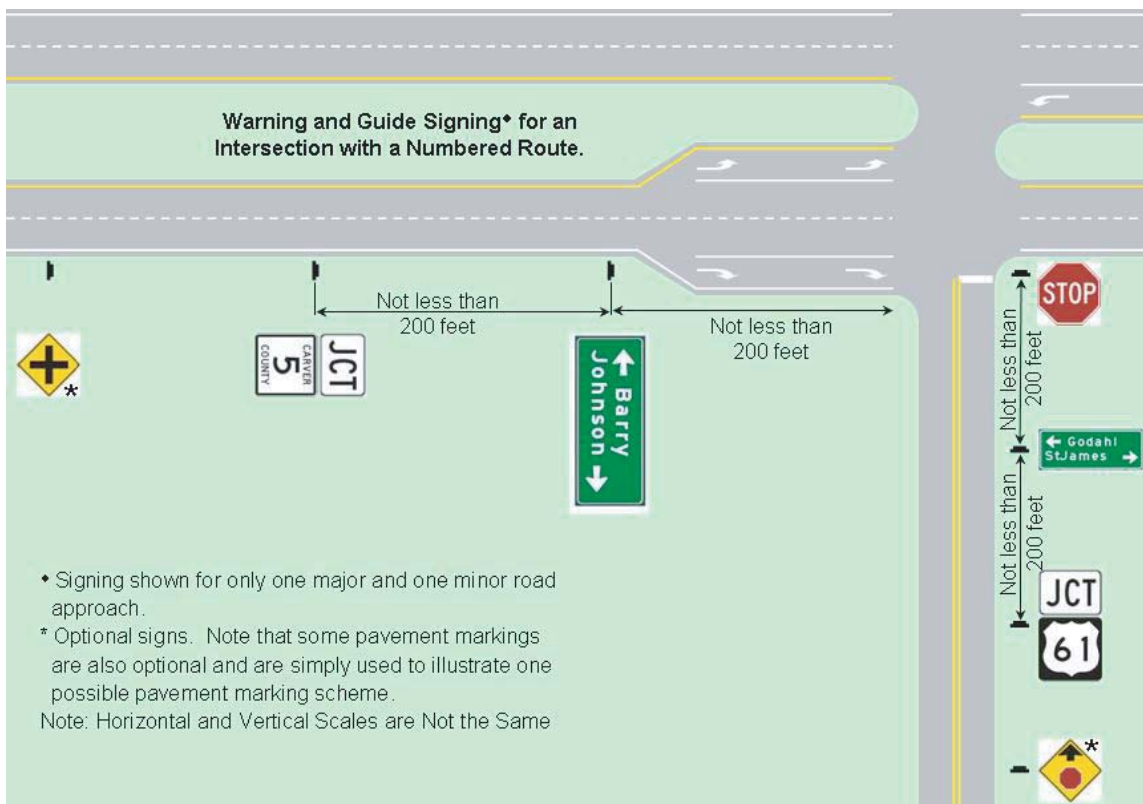 Warning and Guide Signing♦ for an
Intersection with a Numbered Route.
Not less than
200 feet
Not less than
200 feet
STOP
Not less than
200 feet
*
JCT
CARVER
5
COUNTY
← Barry
Johnson →
← Godahl
St.James →
Not less than
200 feet
JCT
61
*
♦ Signing shown for only one major and one minor road
approach.
* Optional signs. Note that some pavement markings
are also optional and are simply used to illustrate one
possible pavement marking scheme.
Note: Horizontal and Vertical Scales are Not the Same